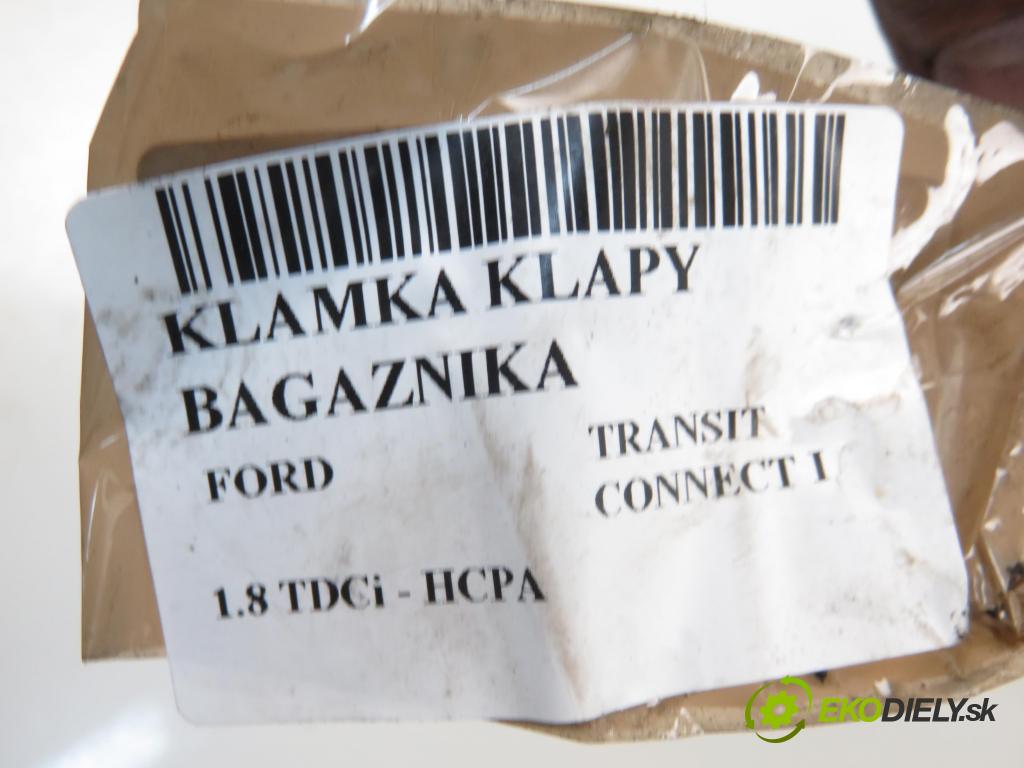 KLAMKA KLAPY
BAGAZNIKA
FORD
TRANSIT
CONNECT I
1.8 TDCi - HCPA
EKODIELY.sk